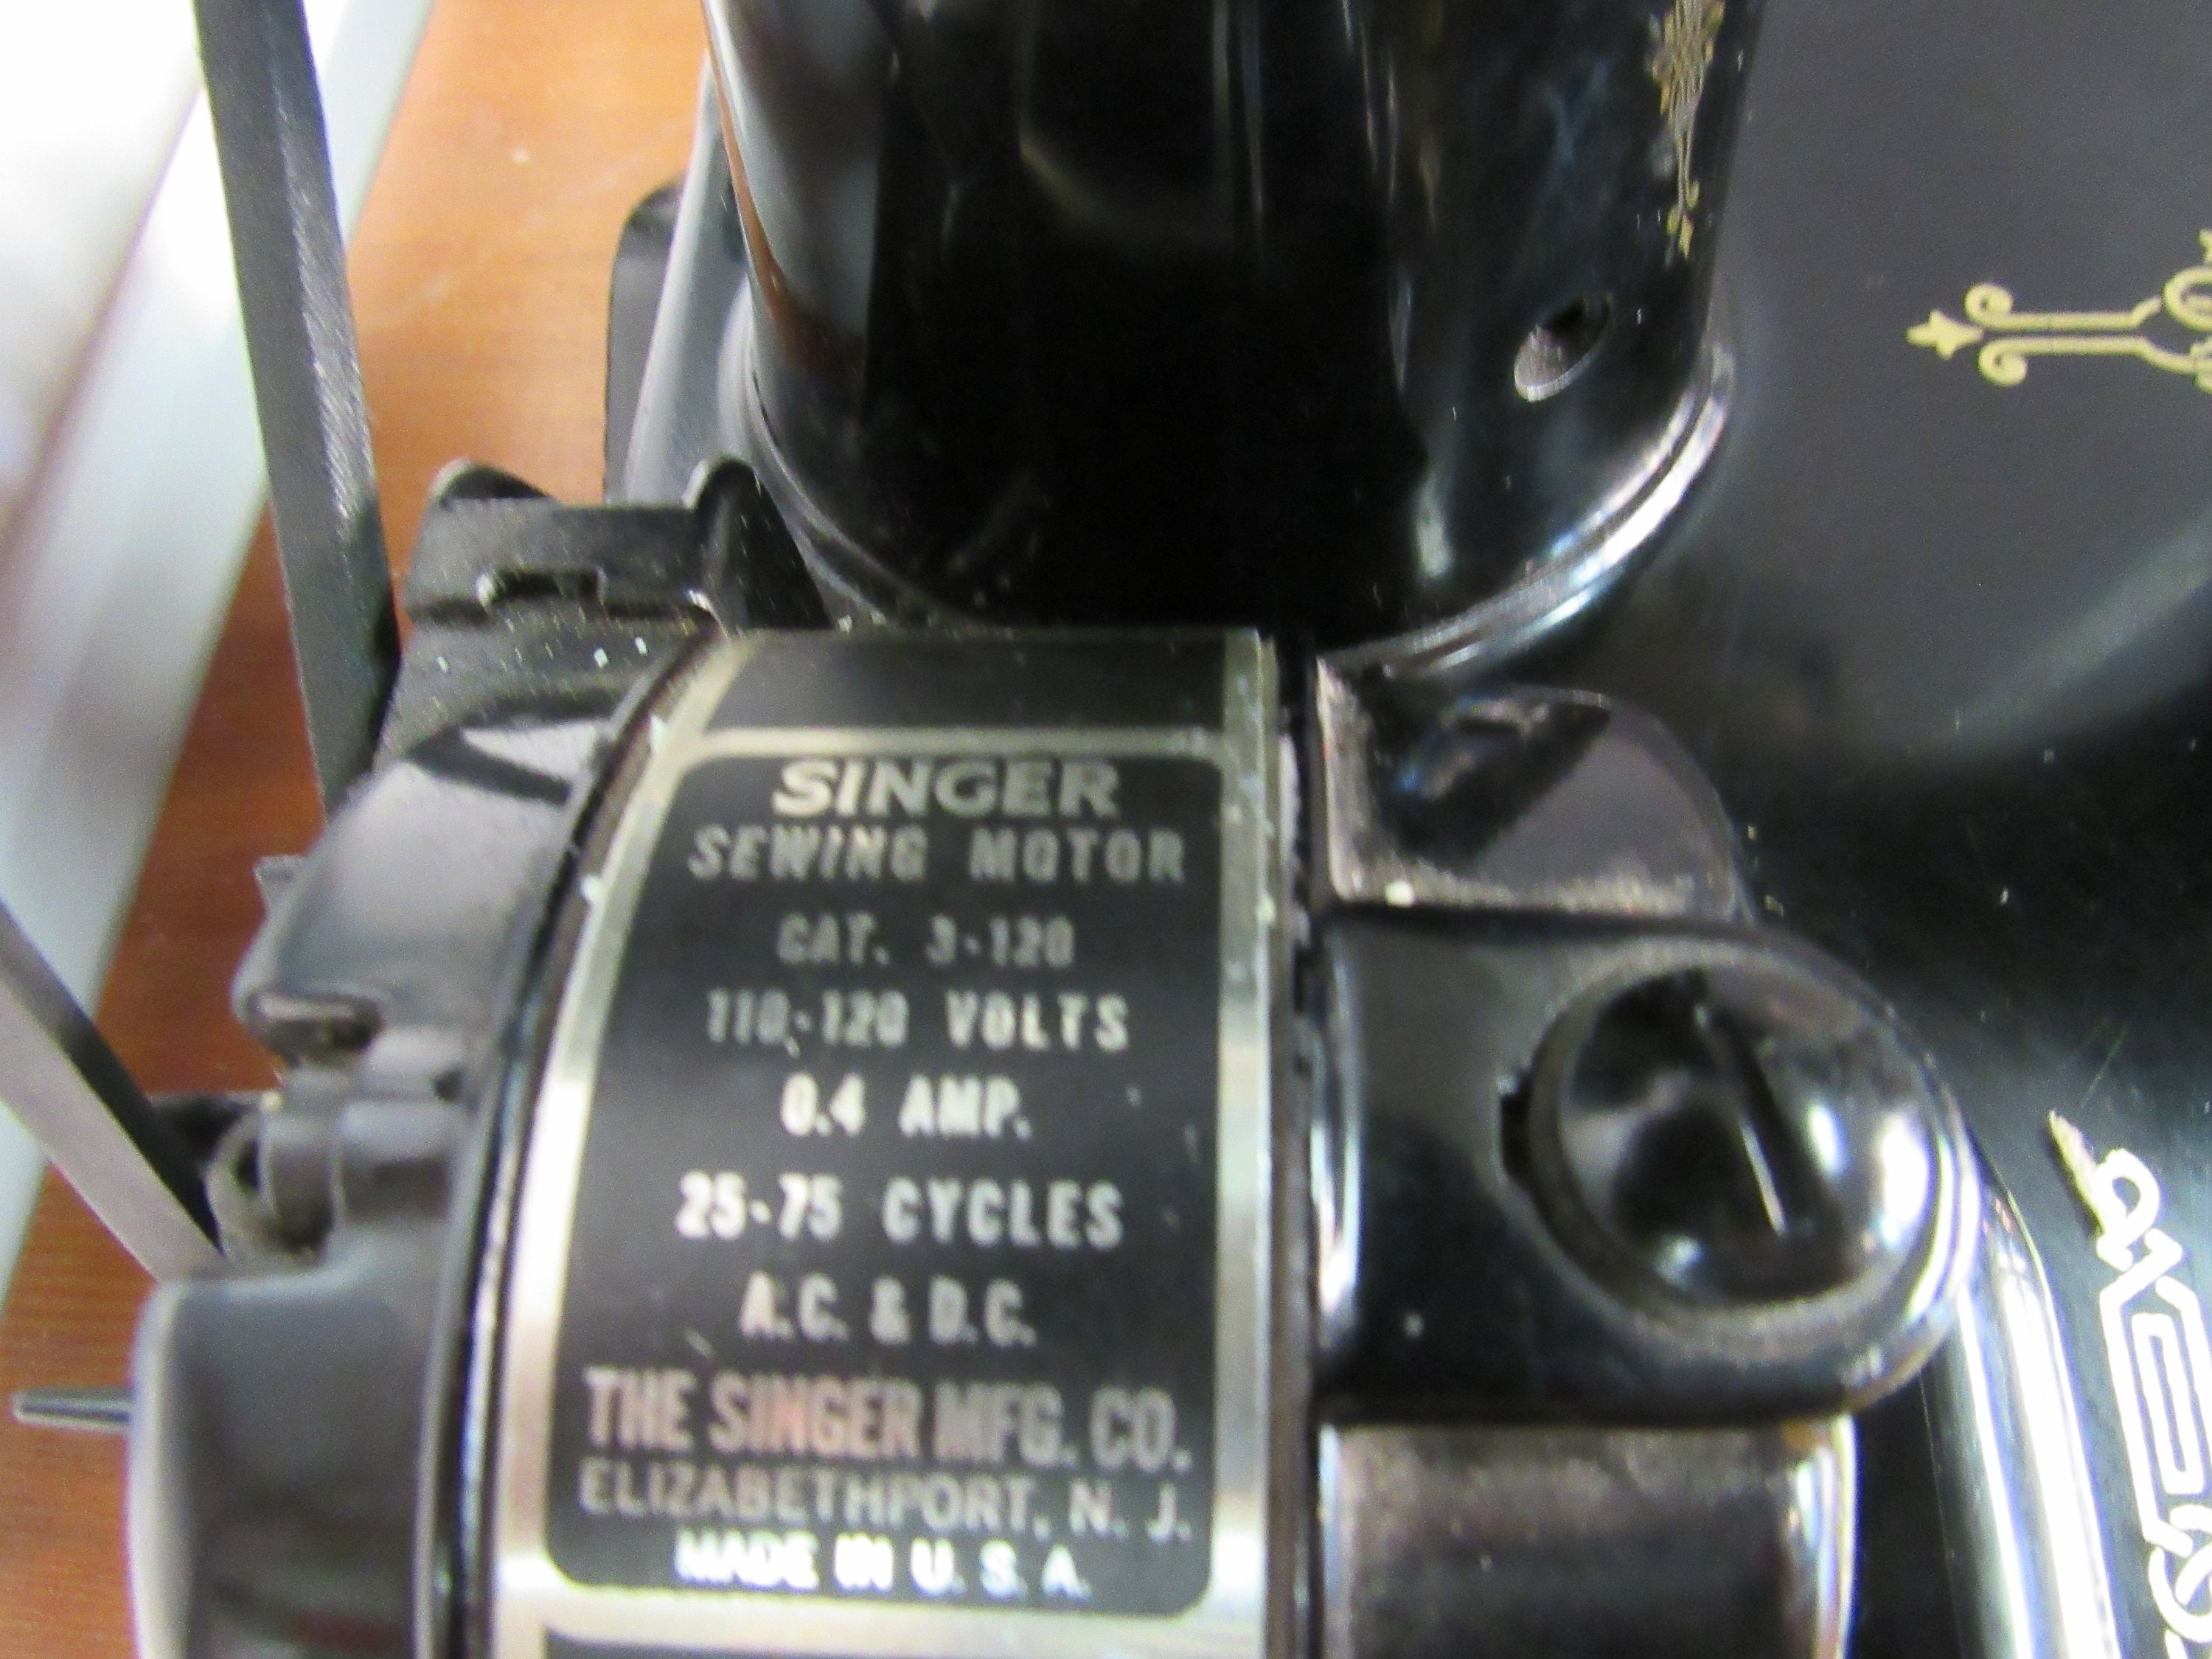 SINGER
SEWING MOTOR
CAT. 3-120
110-120 VOLTS
0.4 AMP.
25-75 CYCLES
A.C. & D.C.
THE SINGER MFG. CO.
ELIZABETHPORT, N. J.
MADE IN U. S. A.